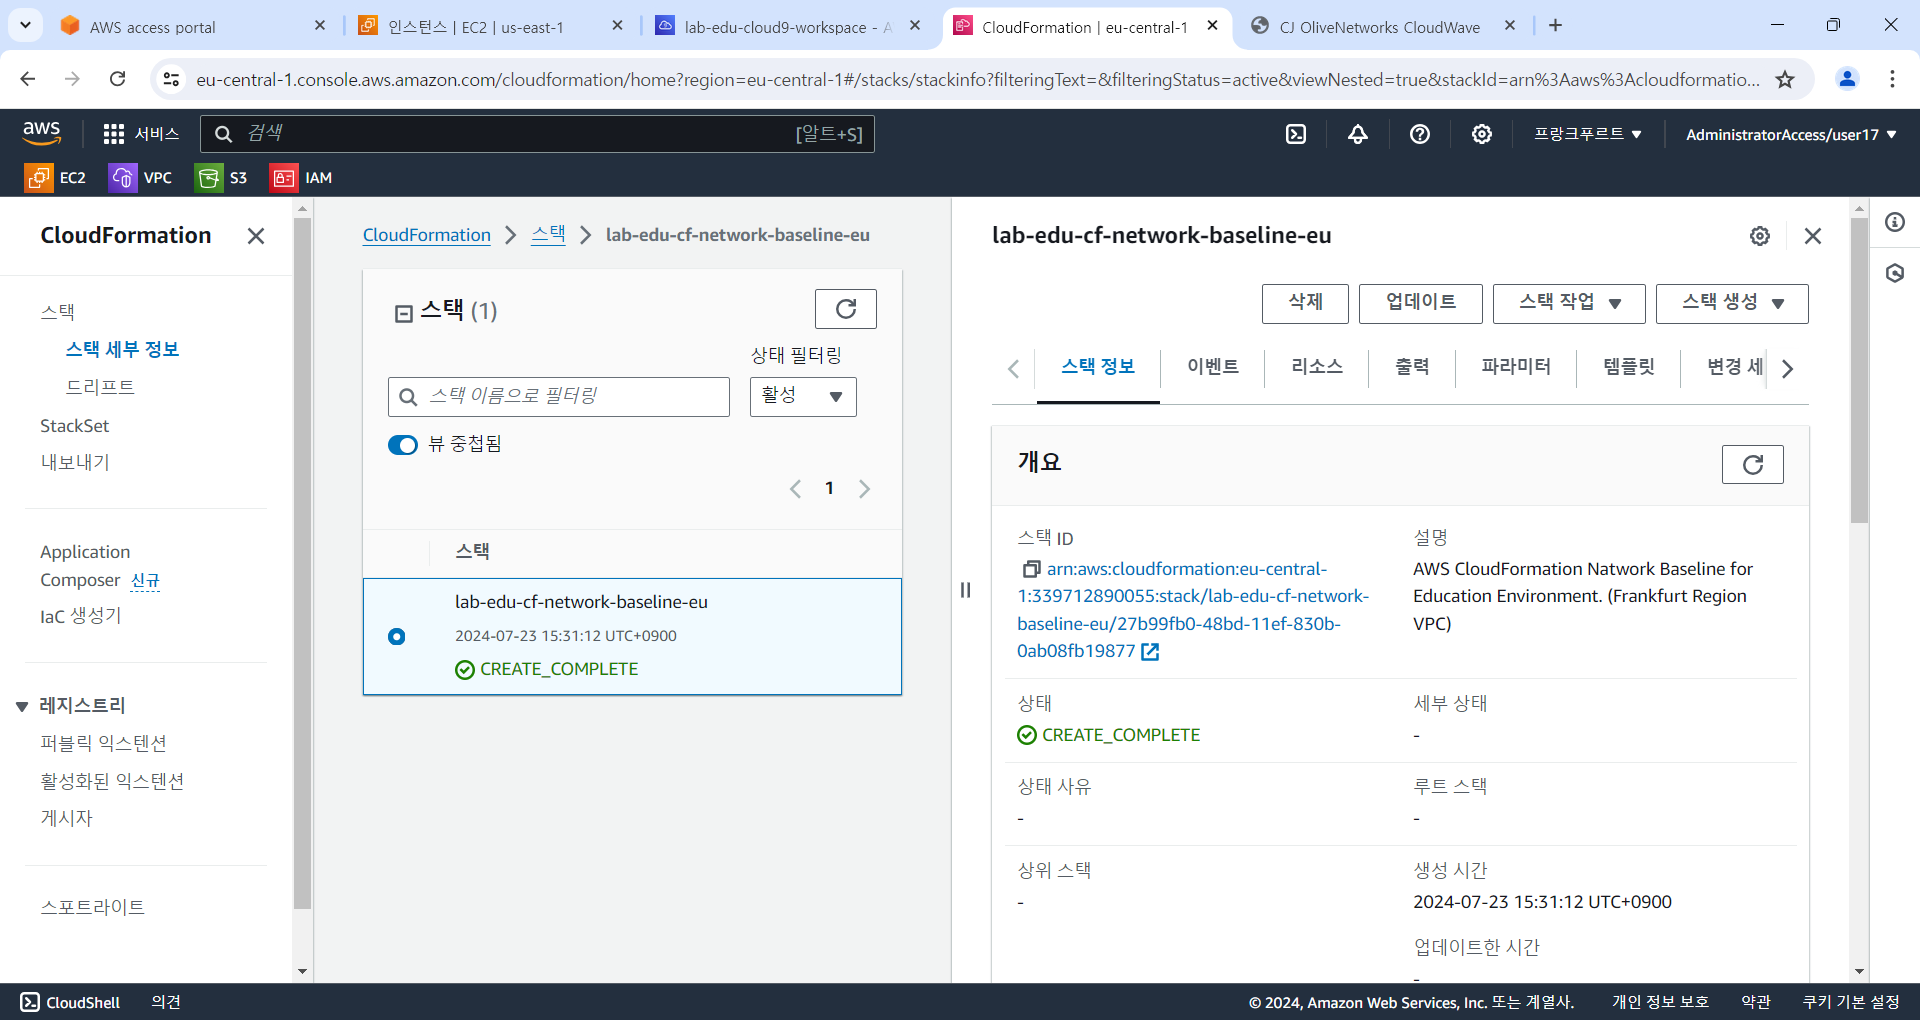 AWS access portal
인스턴스 | EC2 | us-east-1
lab-edu-cloud9-workspace - A
CloudFormation | eu-central-1
CJ OliveNetworks CloudWave
eu-central-1.console.aws.amazon.com/cloudformation/home?region=eu-central-1#/stacks/stackinfo?filteringText=&filteringStatus=active&viewNested=true&stackId=arn%3Aaws%3Acloudformatio...
aws
서비스
검색
[알트+S]
프랑크푸르트
AdministratorAccess/user17
EC2
VPC
S3
IAM
CloudFormation
스택
스택 세부 정보
드리프트
StackSet
내보내기
Application
Composer 신규
IaC 생성기
레지스트리
퍼블릭 익스텐션
활성화된 익스텐션
게시자
스포트라이트
CloudFormation
스택
lab-edu-cf-network-baseline-eu
스택 (1)
상태 필터링
스택 이름으로 필터링
활성
뷰 중첩됨
1
스택
lab-edu-cf-network-baseline-eu
2024-07-23 15:31:12 UTC+0900
CREATE_COMPLETE
lab-edu-cf-network-baseline-eu
삭제
업데이트
스택 작업
스택 생성
스택 정보
이벤트
리소스
출력
파라미터
템플릿
변경 세
개요
스택 ID
arn:aws:cloudformation:eu-central-
1:339712890055:stack/lab-edu-cf-network-
baseline-eu/27b99fb0-48bd-11ef-830b-
0ab08fb19877
설명
AWS CloudFormation Natwork Baseline for
Education Environment. (Frankfurt Region
VPC)
상태
CREATE_COMPLETE
세부 상태
-
상태 사유
-
루트 스택
-
상위 스택
-
생성 시간
2024-07-23 15:31:12 UTC+0900
업데이트한 시간
-
CloudShell
의견
© 2024, Amazon Web Services, Inc. 또는 계열사.
개인 정보 보호
약관
쿠키 기본 설정